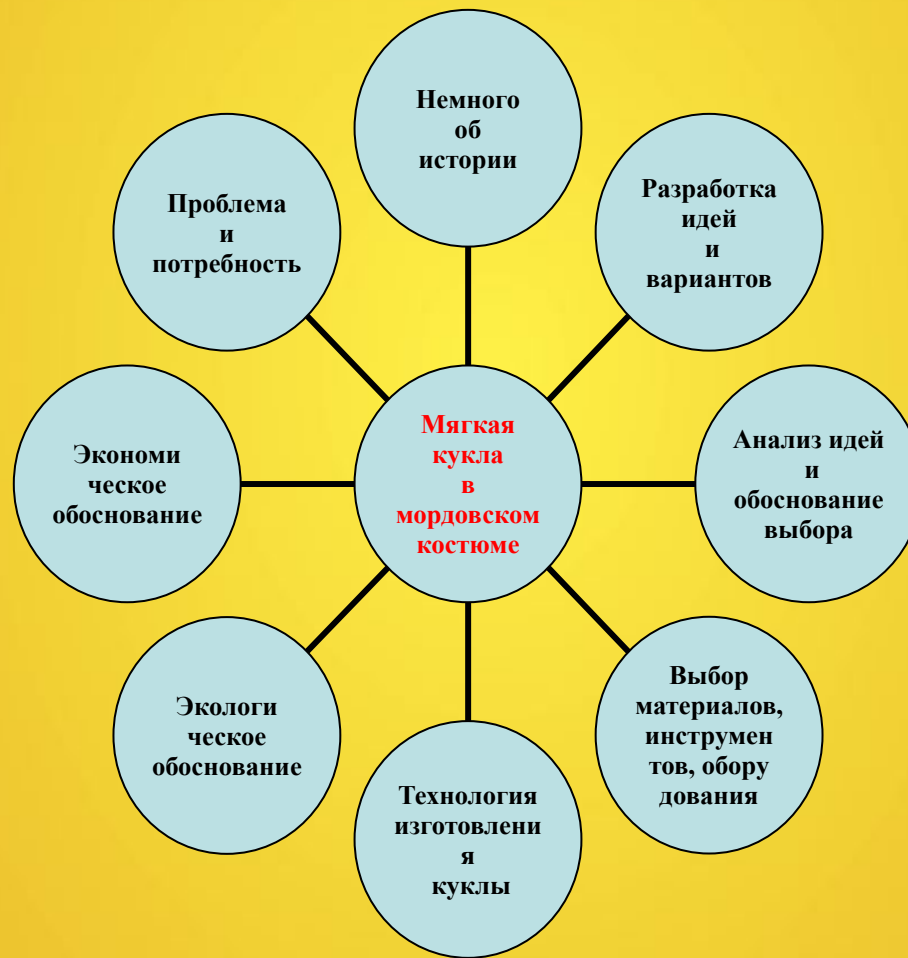 Немного
об
истории
Разработка
идей
и
вариантов
Анализ идей
и
обоснование
выбора
Выбор
материалов,
инструмен
тов, обору
дования
Технология
изготовлени
я
куклы
Экологи
ческое
обоснование
Экономи
ческое
обоснование
Проблема
и
потребность
Мягкая
кукла
в
мордовском
костюме